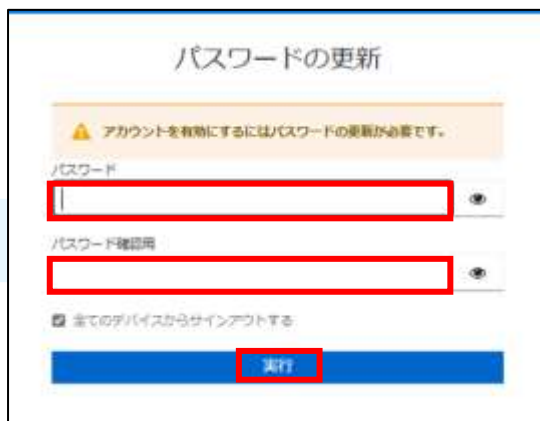 パスワードの更新
アカウントを有効にするにはパスワードの更新が必要です。
パスワード
パスワード確認用
全てのデバイスからサインアウトする
実行